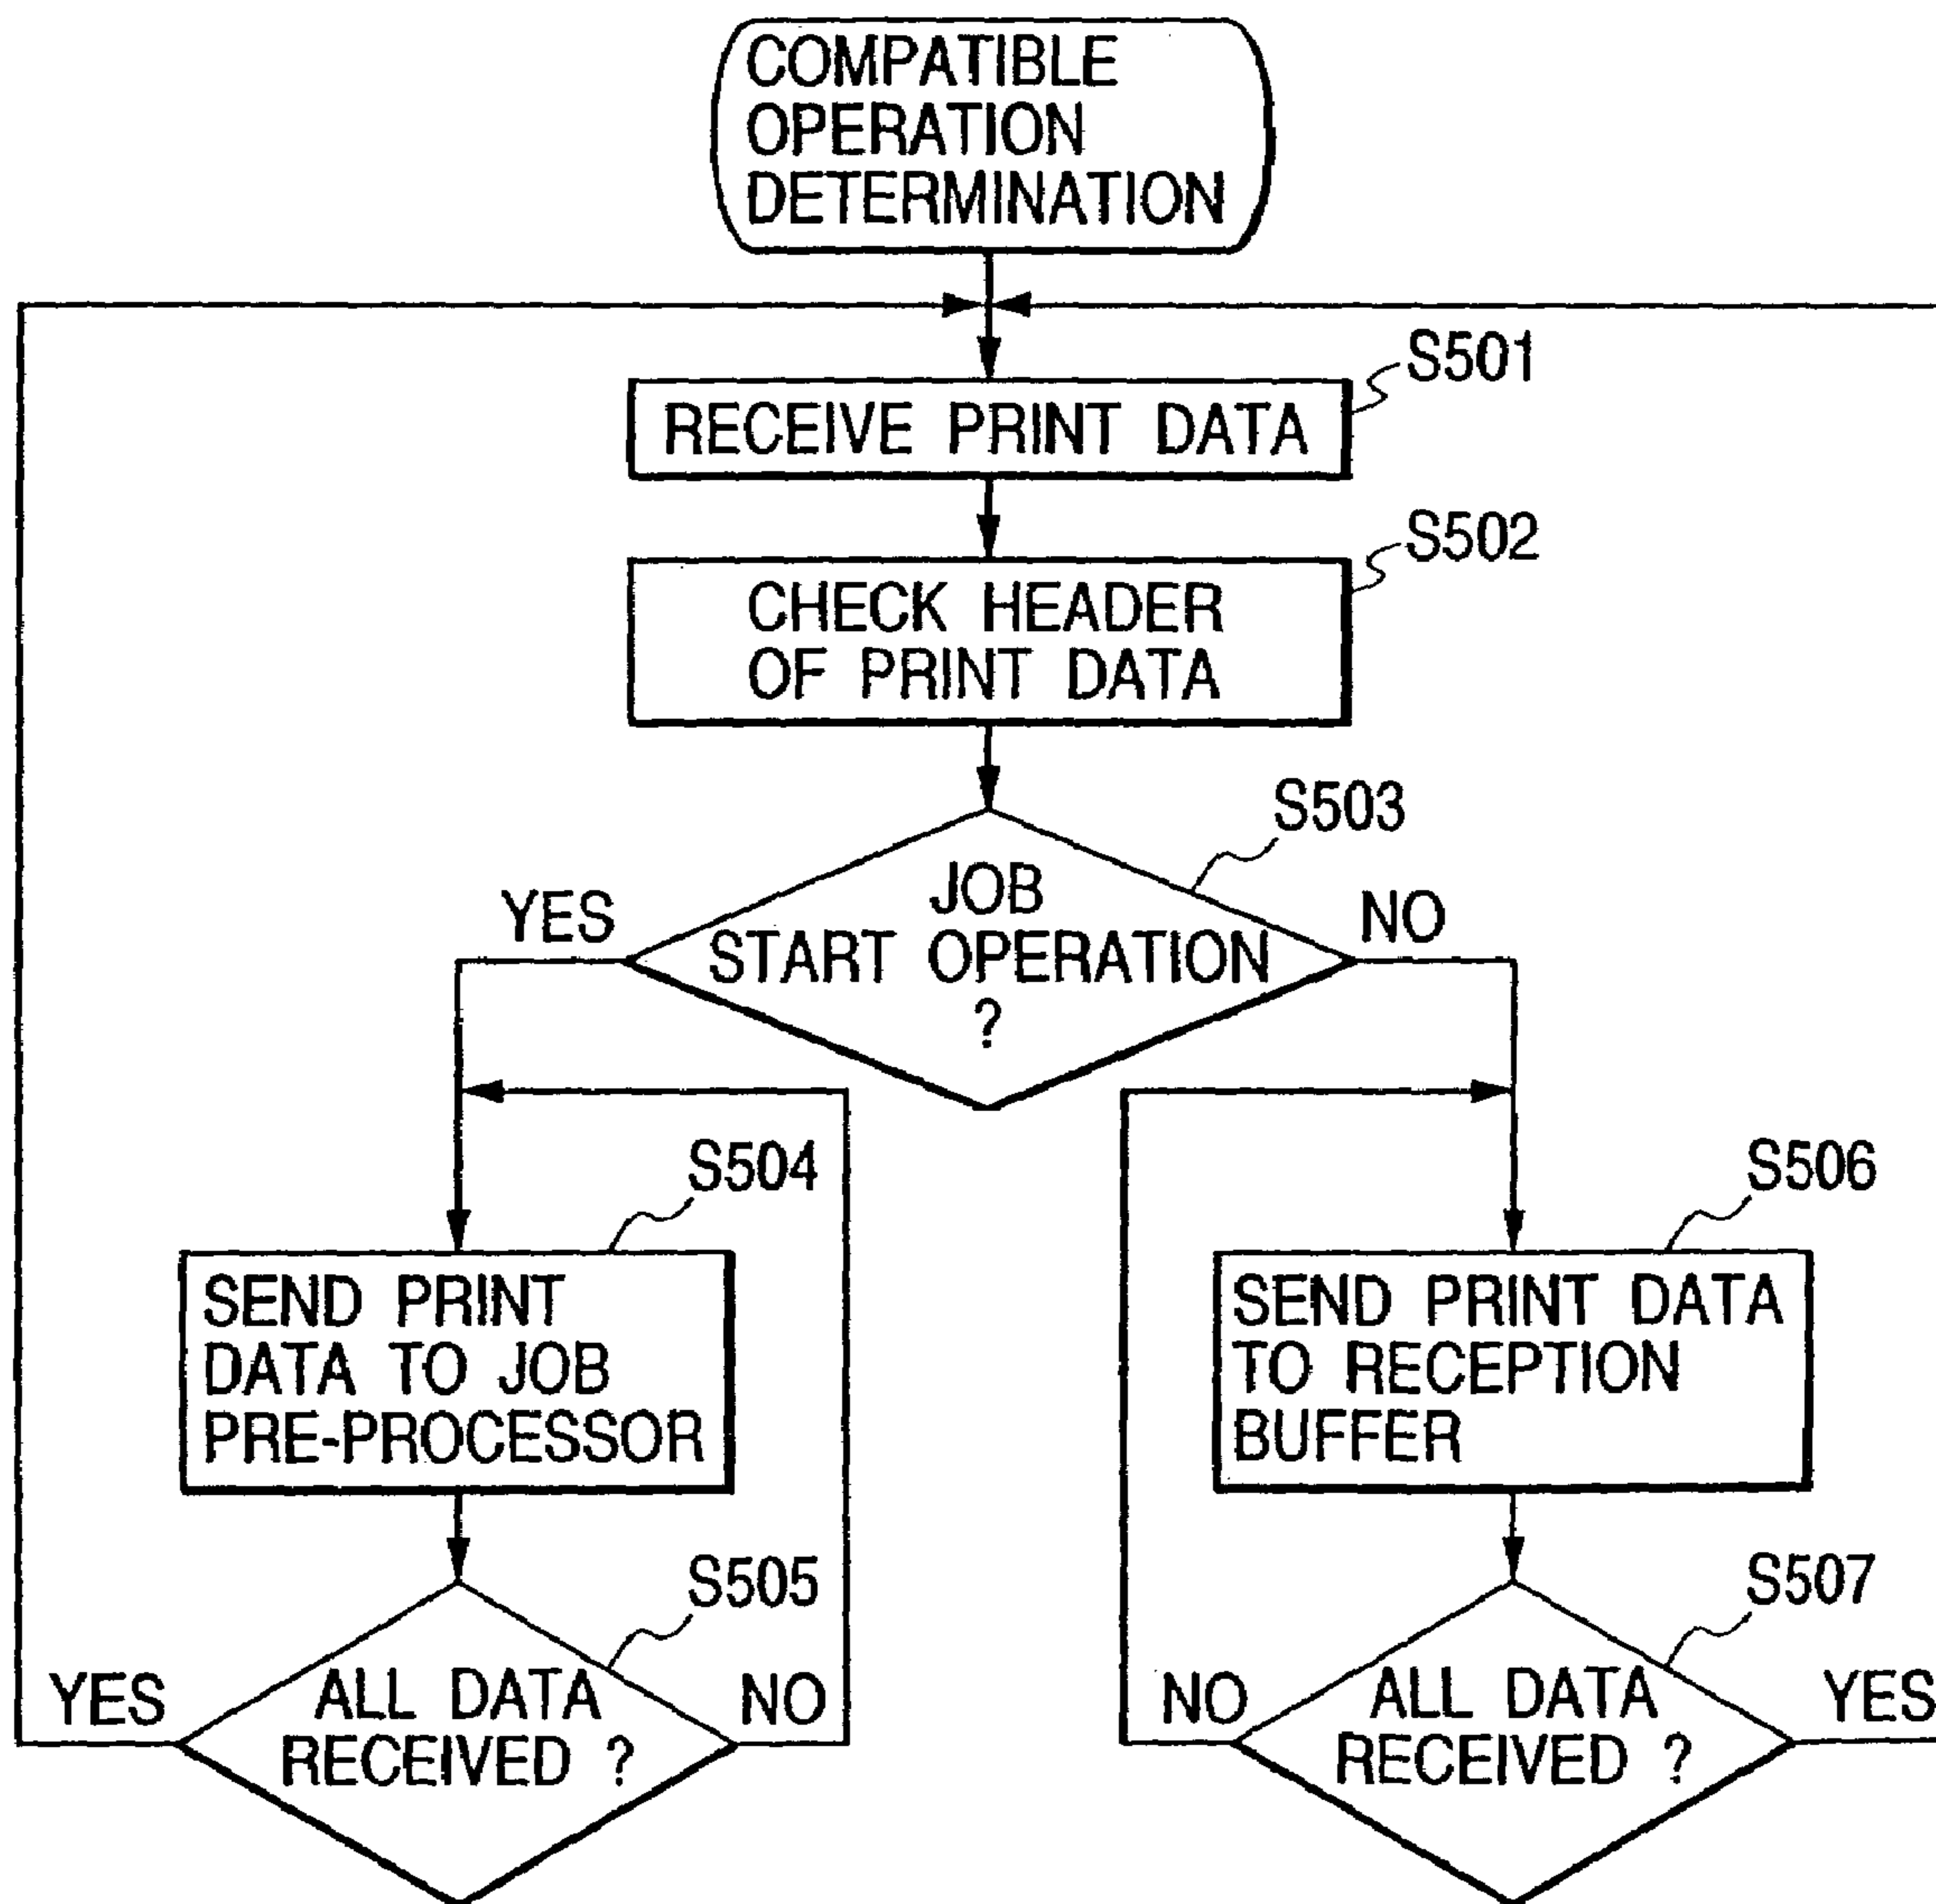 COMPATIBLE
OPERATION
DETERMINATION
S501
RECEIVE PRINT DATA
S502
CHECK HEADER
OF PRINT DATA
S503
YES
JOB
START OPERATION
?
NO
S504
SEND PRINT
DATA TO JOB
PRE-PROCESSOR
S505
YES
ALL DATA
RECEIVED ?
NO
S506
SEND PRINT DATA
TO RECEPTION
BUFFER
S507
NO
ALL DATA
RECEIVED ?
YES